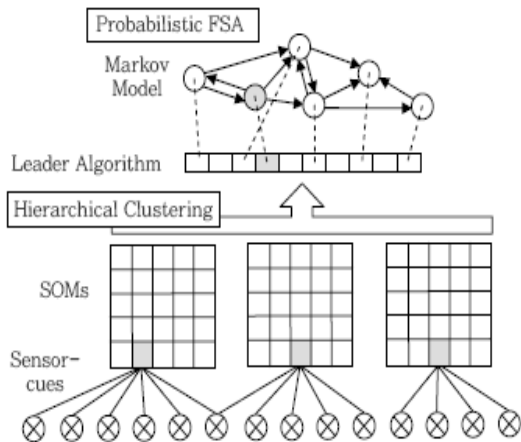 Probabilistic FSA
Markov
Model
Leader Algorithm
Hierarchical Clustering
SOMs
Sensor-
cues